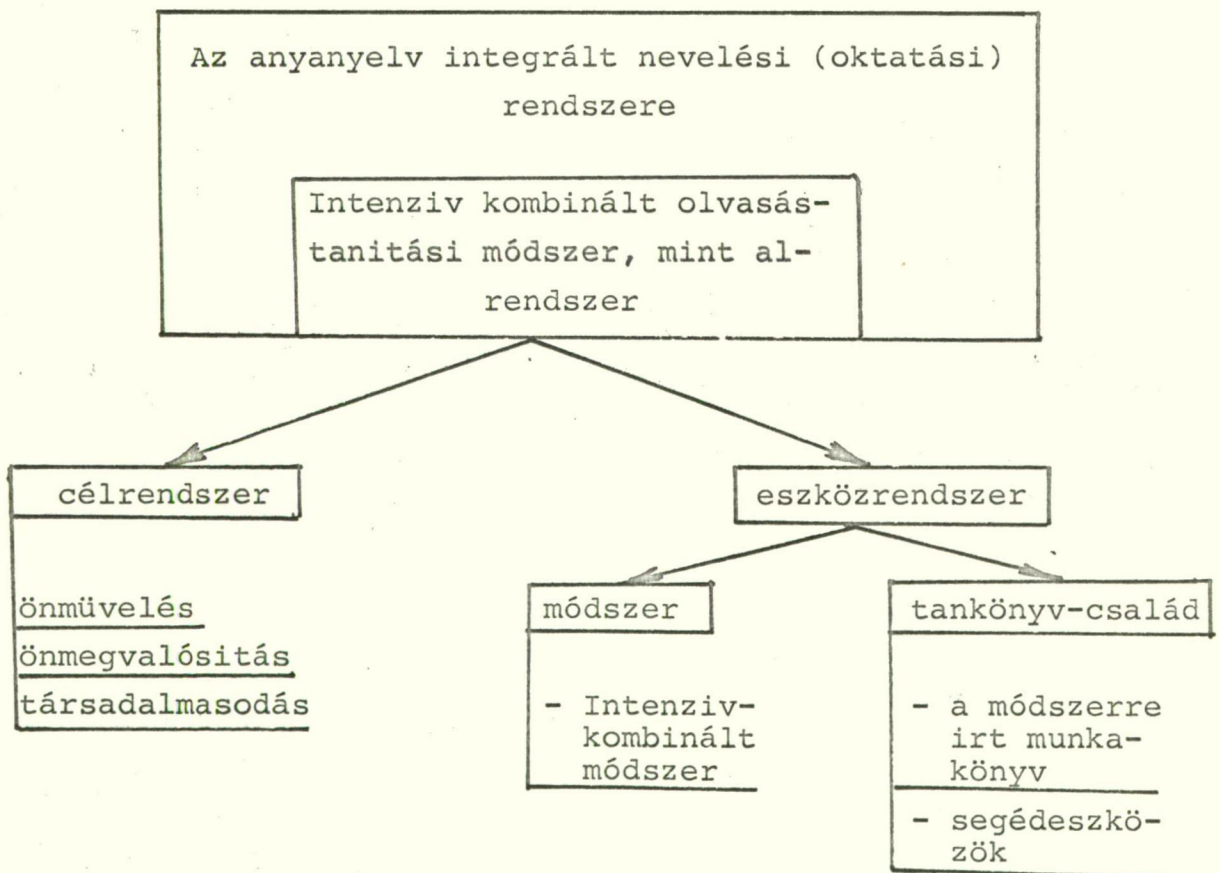 Az anyanyelv integrált nevelési (oktatási)
rendszere
Intenziv kombinált olvasás-
tanitási módszer, mint al-
rendszer
célrendszer
önmüvelés
önmegvalósitás
társadalmasodás
eszközrendszer
módszer
- Intenziv-
kombinált
módszer
tankönyv-család
- a módszerre
irt munka-
könyv
- segédeszkö-
zök